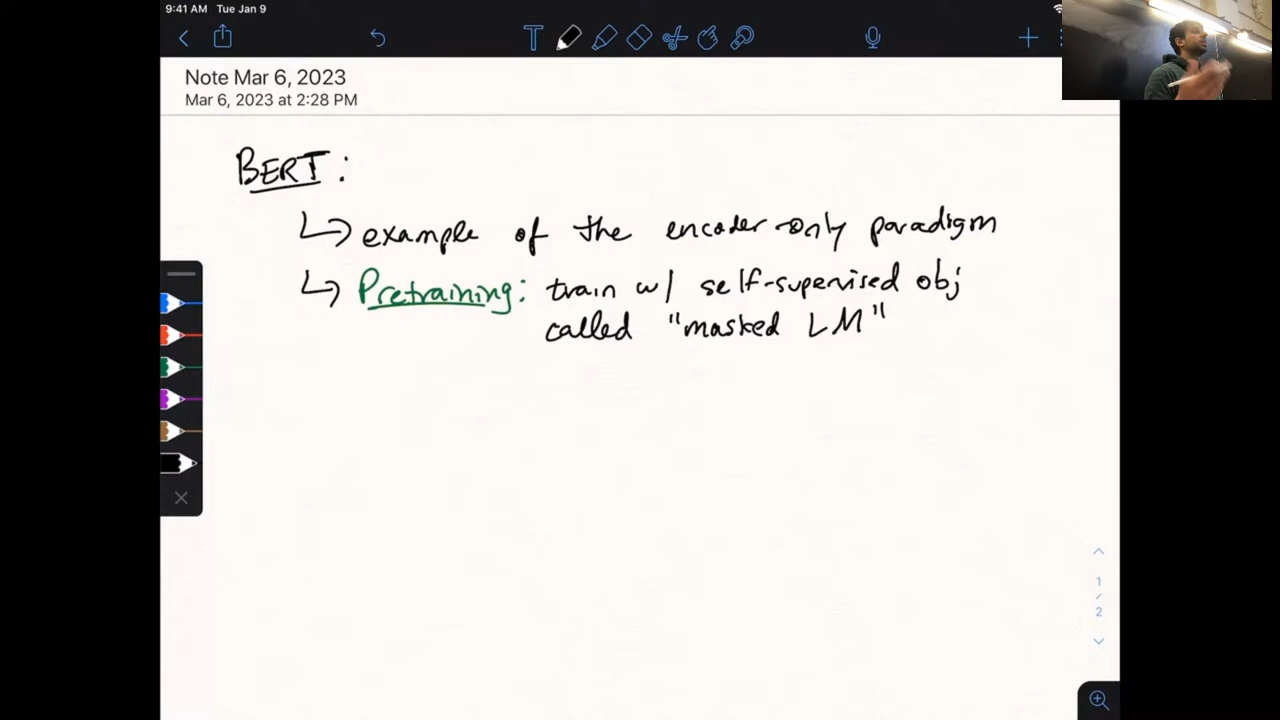 9:41 AM Tue Jan 9
Note Mar 6, 2023
Mar 6, 2023 at 2:28 PM
BERT:
↳ example of the encoder-only paradigm
↳ Pretraining: train w/ self-supervised obj
called "masked LM"
1
/
2